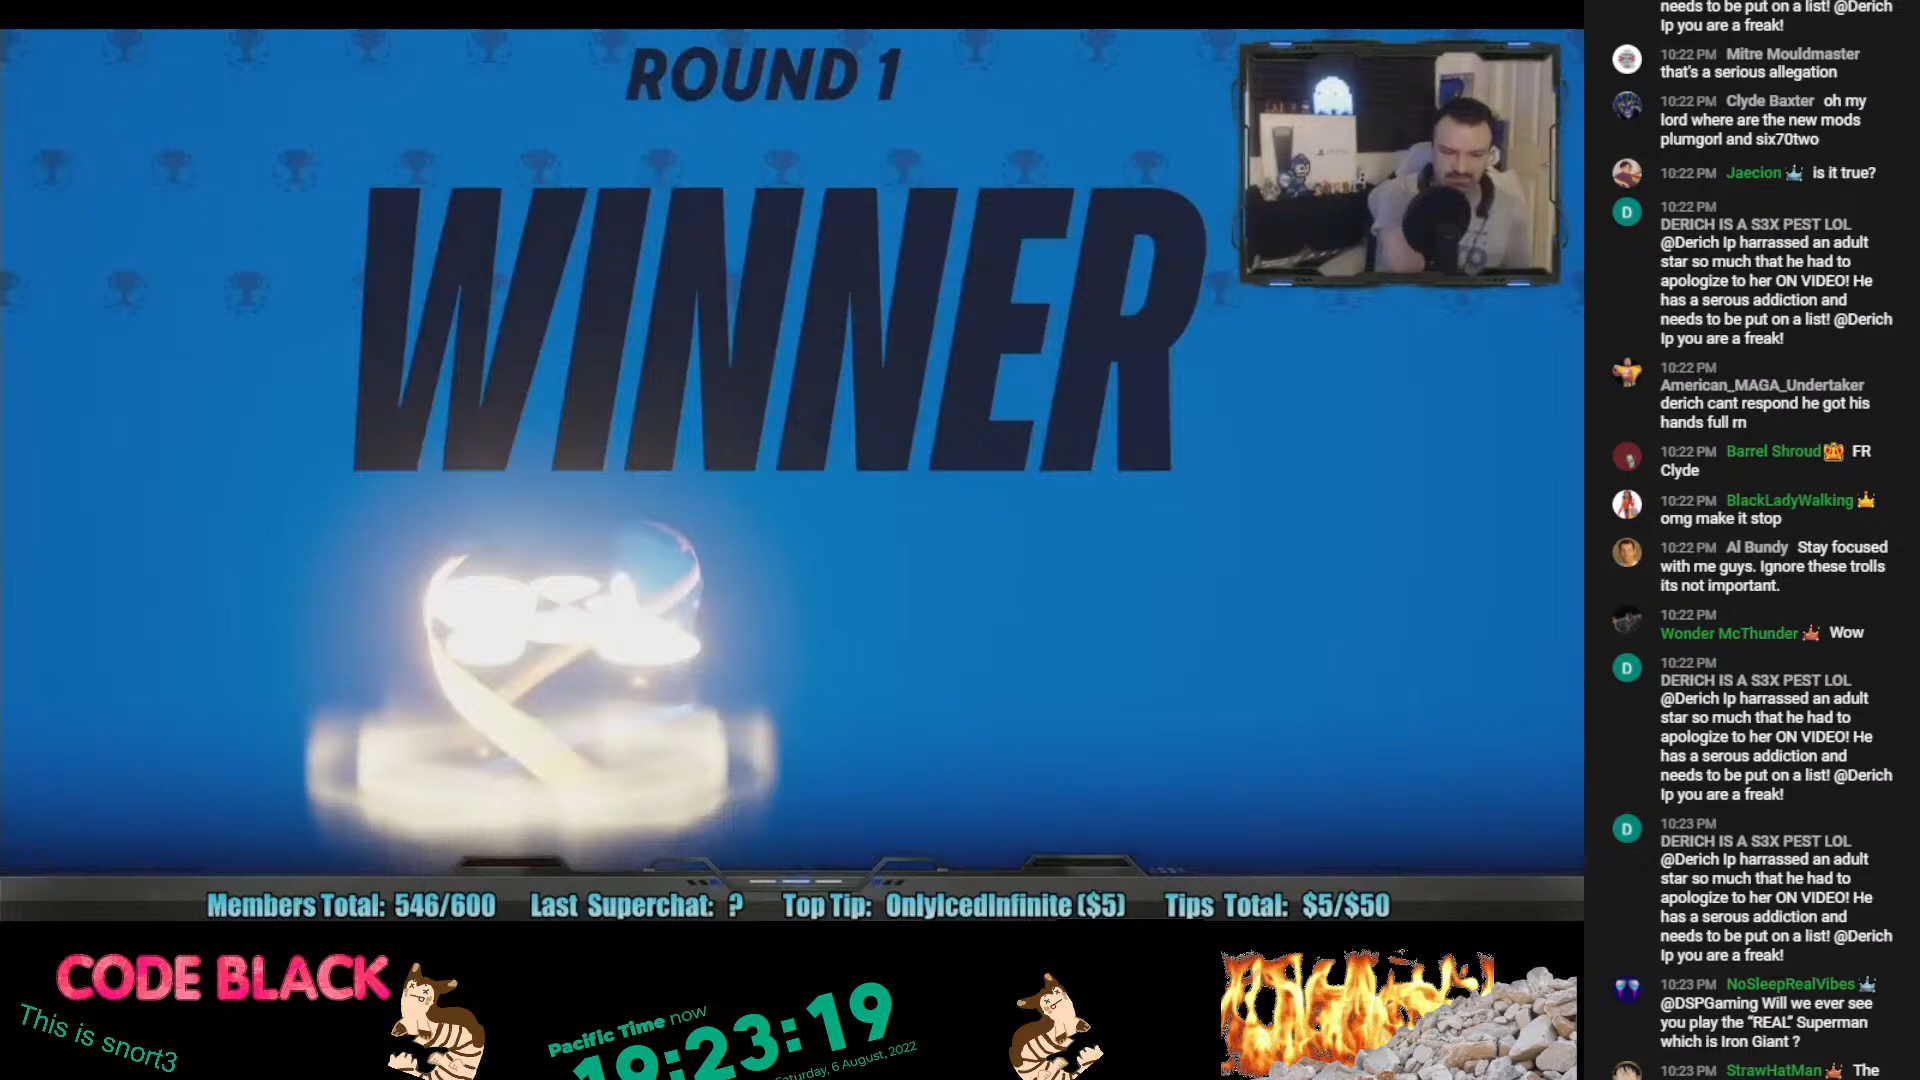 ROUND 1
WINNER
Members Total: 546/600 Last Superchat: ? Top Tip: OnlyIcedInfinite ($5) Tips Total: $5/$50
CODE BLACK
This is snort3
Pacific Time now
19:23:19
Saturday, 6 August, 2022
needs to be put on a list! @Derich
Ip you are a freak!
10:22 PM Mitre Mouldmaster
that's a serious allegation
10:22 PM Clyde Baxter oh my
lord where are the new mods
plumgorl and six70two
10:22 PM Jaecion is it true?
D
10:22 PM
DERICH IS A S3X PEST LOL
@Derich Ip harrassed an adult
star so much that he had to
apologize to her ON VIDEO! He
has a serous addiction and
needs to be put on a list! @Derich
Ip you are a freak!
10:22 PM
American_MAGA_Undertaker
derich cant respond he got his
hands full rn
10:22 PM Barrel Shroud FR
Clyde
10:22 PM BlackLadyWalking
omg make it stop
10:22 PM Al Bundy Stay focused
with me guys. Ignore these trolls
its not important.
10:22 PM
Wonder McThunder Wow
D
10:22 PM
DERICH IS A S3X PEST LOL
@Derich Ip harrassed an adult
star so much that he had to
apologize to her ON VIDEO! He
has a serous addiction and
needs to be put on a list! @Derich
Ip you are a freak!
D
10:23 PM
DERICH IS A S3X PEST LOL
@Derich Ip harrassed an adult
star so much that he had to
apologize to her ON VIDEO! He
has a serous addiction and
needs to be put on a list! @Derich
Ip you are a freak!
10:23 PM NoSleepRealVibes
@DSPGaming Will we ever see
you play the “REAL” Superman
which is Iron Giant ?
10:23 PM StrawHatMan The